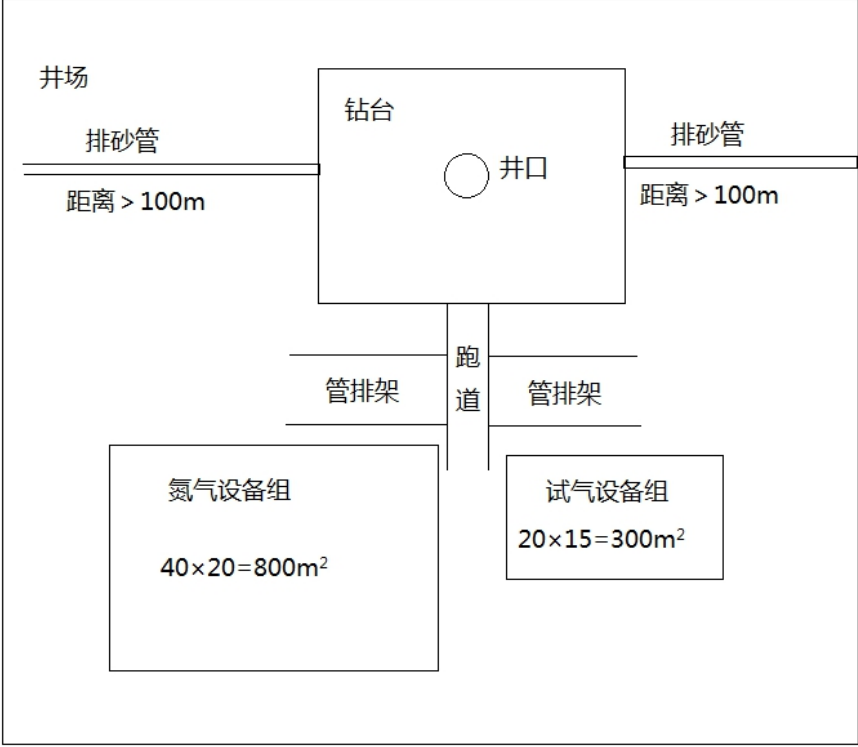 井场
钻台
排砂管
排砂管
井口
距离＞100m
距离＞100m
跑道
管排架
管排架
氮气设备组
试气设备组
20×15=300m²
40×20=800m²